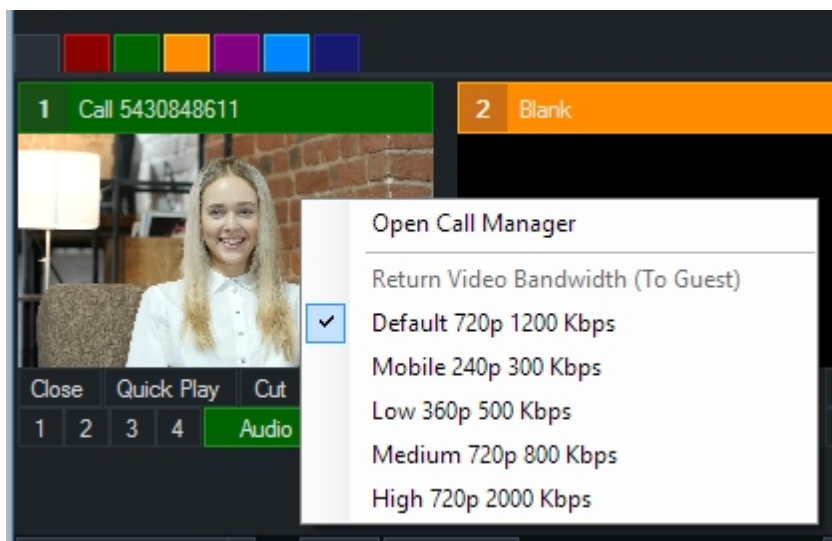 1 Call 5430848611
2 Blank
Open Call Manager
Return Video Bandwidth (To Guest)
Default 720p 1200 Kbps
Mobile 240p 300 Kbps
Low 360p 500 Kbps
Medium 720p 800 Kbps
High 720p 2000 Kbps
Close Quick Play Cut
1 2 3 4 Audio